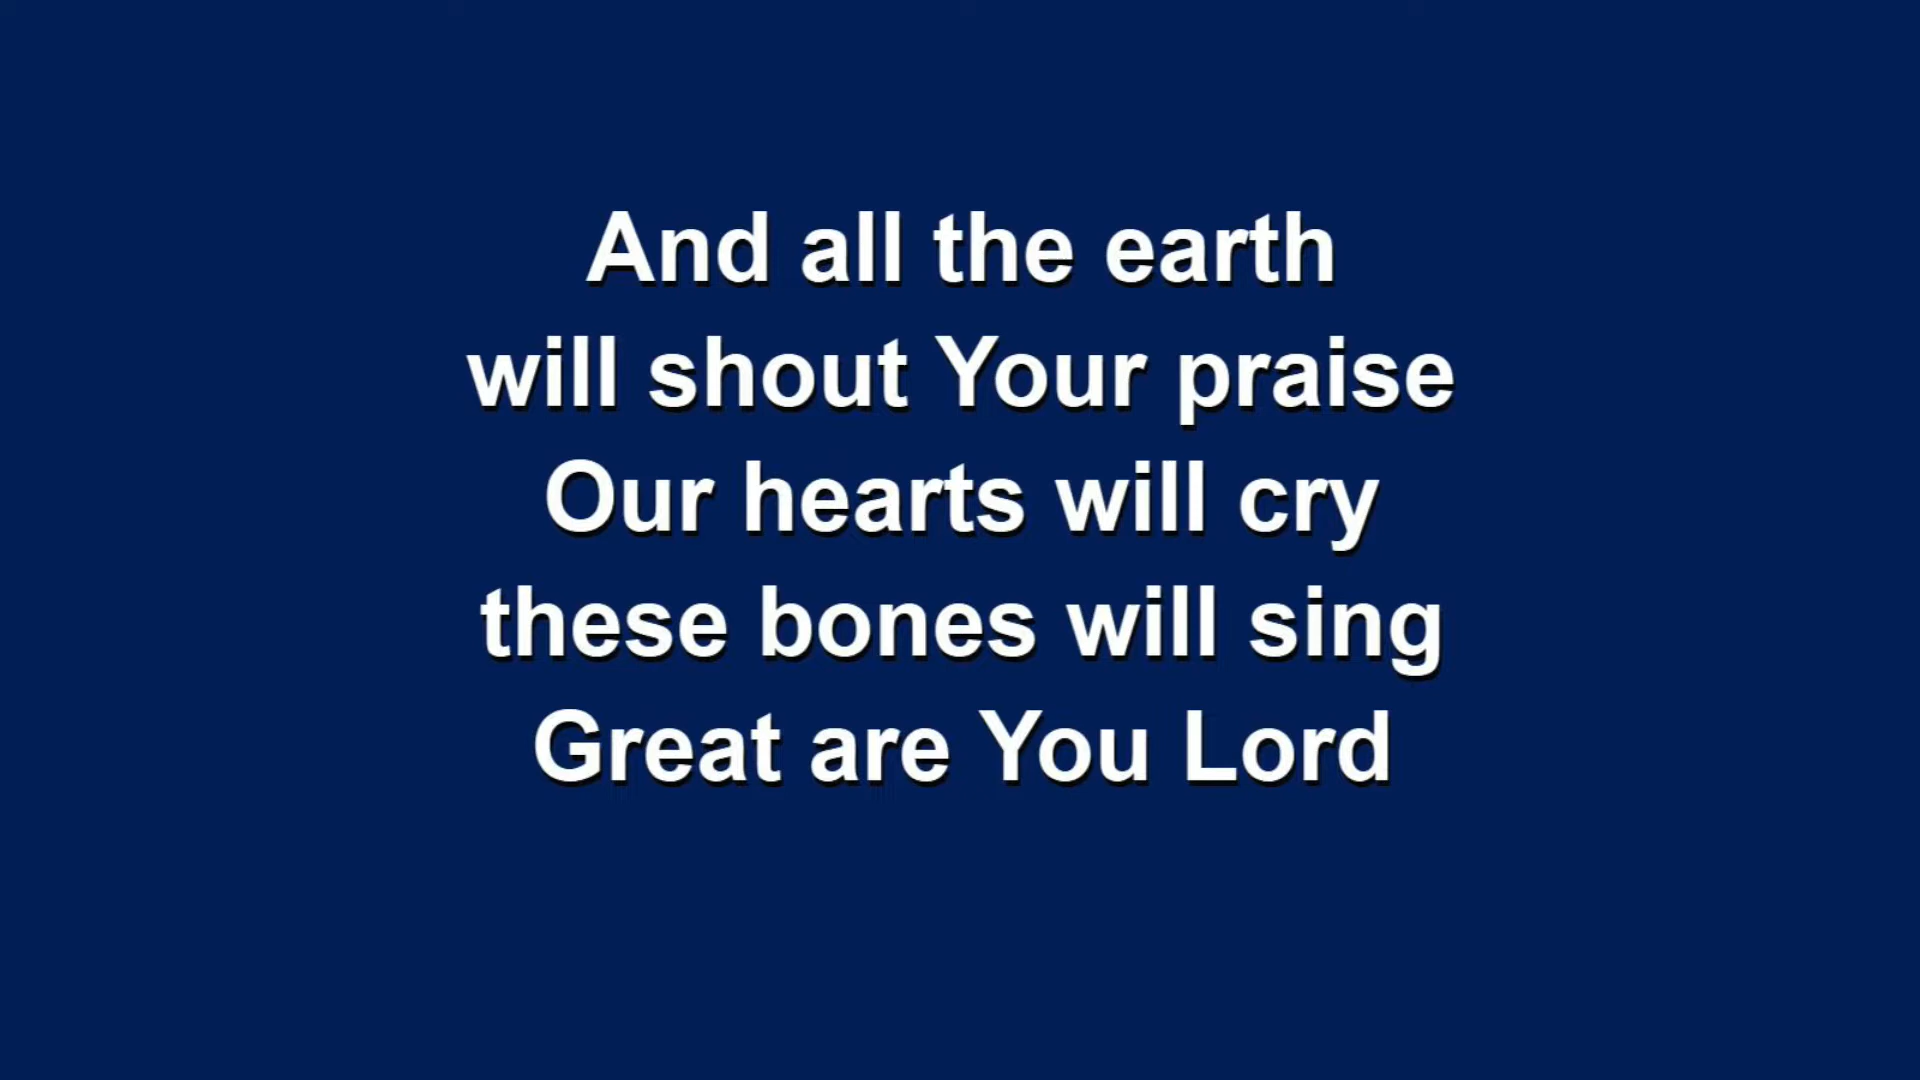 And all the earth
will shout Your praise
Our hearts will cry
these bones will sing
Great are You Lord